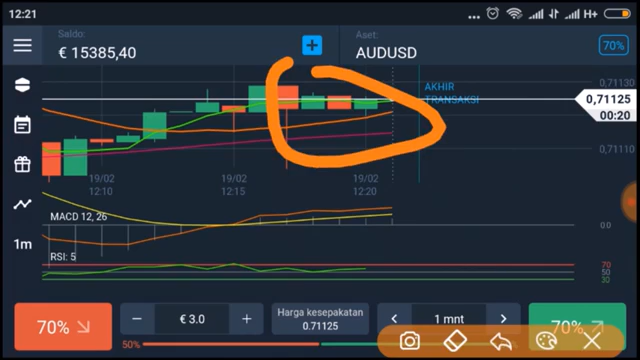 12:21
H+
Saldo:
€ 15385,40
+
Aset:
AUDUSD
70%
AKHIR
TRANSAKSI
0,71130
0,71125
00:20
0,71110
19/02
12:10
19/02
12:15
19/02
12:20
MACD 12, 26
0.0
1m
RSI: 5
70
50
30
70%
− € 3.0 +
Harga kesepakatan
0.71125
1 mnt
70%
50%